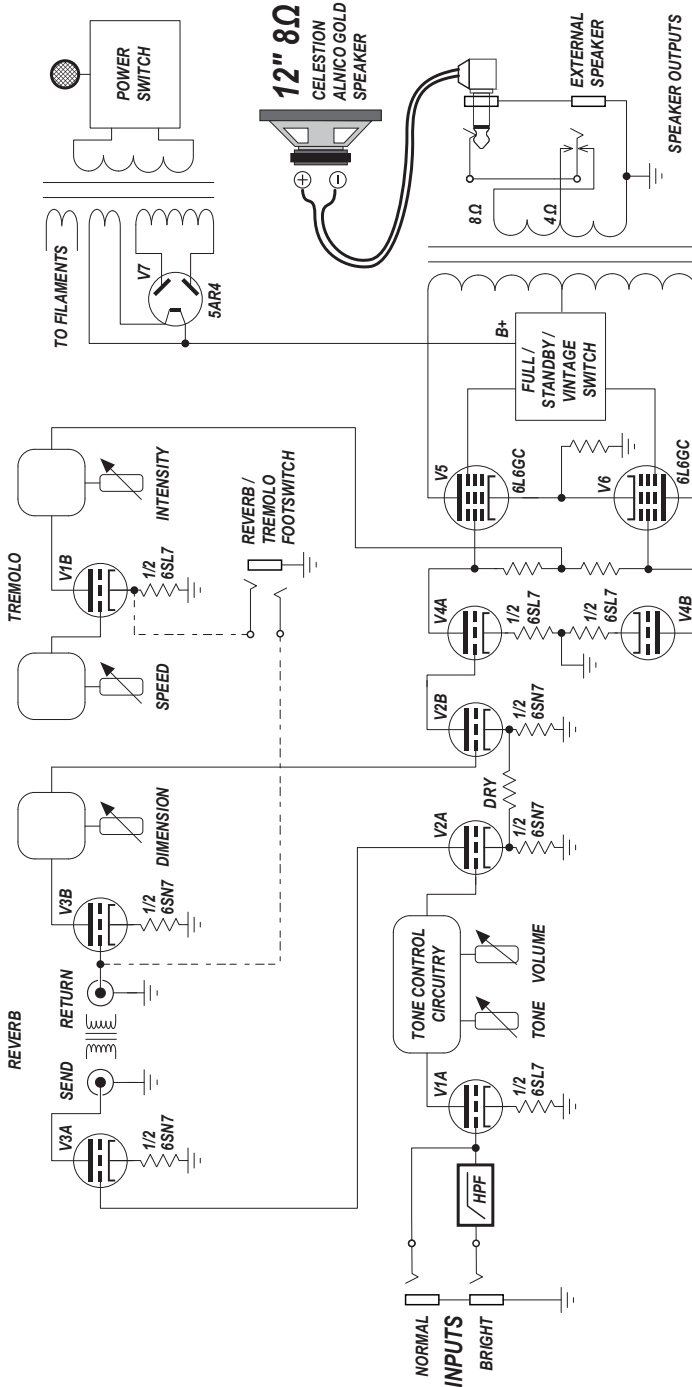 REVERB
V3A
1/2
6SN7
SEND
RETURN
V3B
1/2
6SN7
DIMENSION
TREMOLO
SPEED
V1B
1/2
6SL7
INTENSITY
REVERB /
TREMOLO
FOOTSWITCH
TO FILAMENTS
V7
5AR4
POWER
SWITCH
12" 8Ω
CELESTION
ALNICO GOLD
SPEAKER
+
−
NORMAL
INPUTS
BRIGHT
HPF
V1A
1/2
6SL7
TONE CONTROL
CIRCUITRY
TONE
VOLUME
V2A
1/2
6SN7
DRY
V2B
1/2
6SN7
V4A
1/2
6SL7
1/2
6SL7
V4B
V5
6L6GC
V6
6L6GC
B+
FULL /
STANDBY /
VINTAGE
SWITCH
8 Ω
4 Ω
EXTERNAL
SPEAKER
SPEAKER OUTPUTS